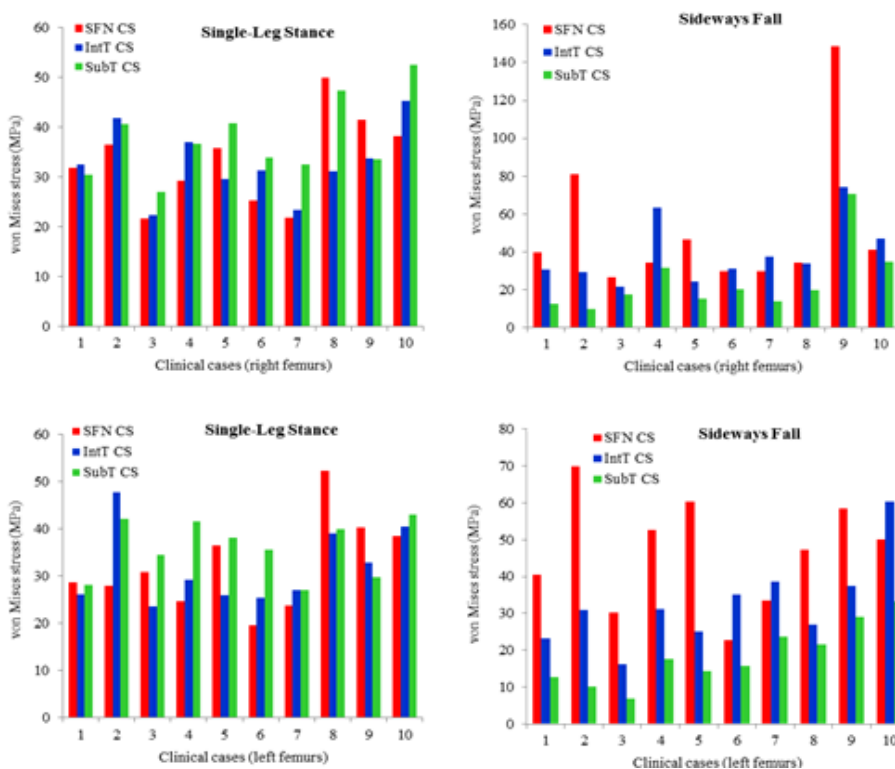 Single-Leg Stance
SFN CS
IntT CS
SubT CS
von Mises stress (MPa)
60
50
40
30
20
10
0
1 2 3 4 5 6 7 8 9 10
Clinical cases (right femurs)
Sideways Fall
SFN CS
IntT CS
SubT CS
von Mises stress (MPa)
160
140
120
100
80
60
40
20
0
1 2 3 4 5 6 7 8 9 10
Clinical cases (right femurs)
Single-Leg Stance
SFN CS
IntT CS
SubT CS
von Mises stress (MPa)
60
50
40
30
20
10
0
1 2 3 4 5 6 7 8 9 10
Clinical cases (left femurs)
Sideways Fall
SFN CS
IntT CS
SubT CS
von Mises stress (MPa)
80
70
60
50
40
30
20
10
0
1 2 3 4 5 6 7 8 9 10
Clinical cases (left femurs)